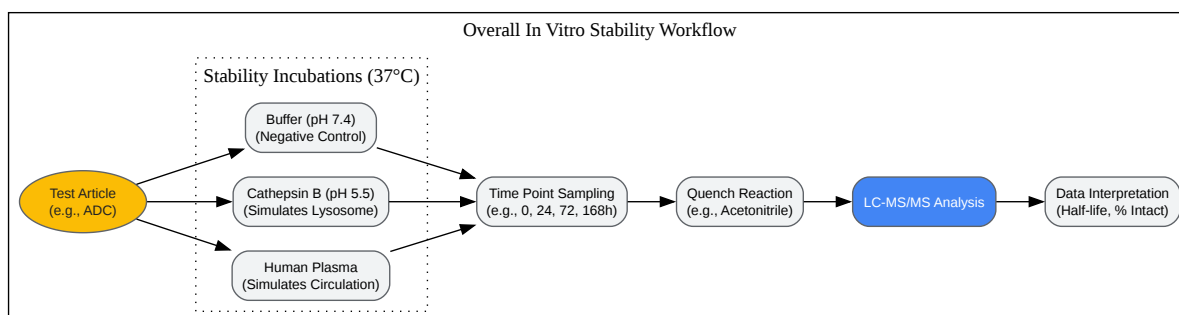 Overall In Vitro Stability Workflow
Stability Incubations (37°C)
Buffer (pH 7.4)
(Negative Control)
Test Article
(e.g., ADC)
Cathepsin B (pH 5.5)
(Simulates Lysosome)
Human Plasma
(Simulates Circulation)
Time Point Sampling
(e.g., 0, 24, 72, 168h)
Quench Reaction
(e.g., Acetonitrile)
LC-MS/MS Analysis
Data Interpretation
(Half-life, % Intact)